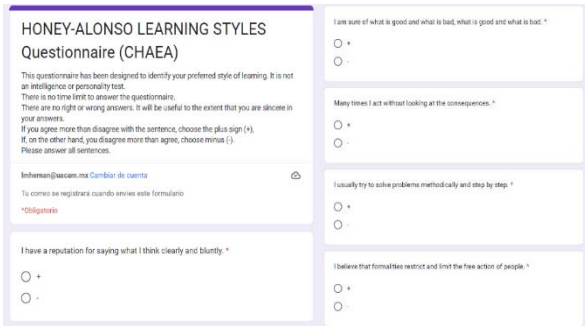 HONEY-ALONSO LEARNING STYLES
Questionnaire (CHAEA)
This questionnaire has been designed to identify your preferred style of learning. It is not
an intelligence or personality test.
There is no time limit to answer the questionnaire.
There are no right or wrong answers. It will be useful to the extent that you are sincere in
your answers.
If you agree more than disagree with the sentence, choose the plus sign (+),
If, on the other hand, you disagree more than agree, choose minus (-).
Please answer all sentences.
Cambiar de cuenta
Tu correo se registrará cuando envíes este formulario
*Obligatorio
I have a reputation for saying what I think clearly and bluntly. *
+
-
I am sure of what is good and what is bad, what is good and what is bad. *
+
-
Many times I act without looking at the consequences. *
+
-
I usually try to solve problems methodically and step by step. *
+
-
I believe that formalities restrict and limit the free action of people. *
+
-